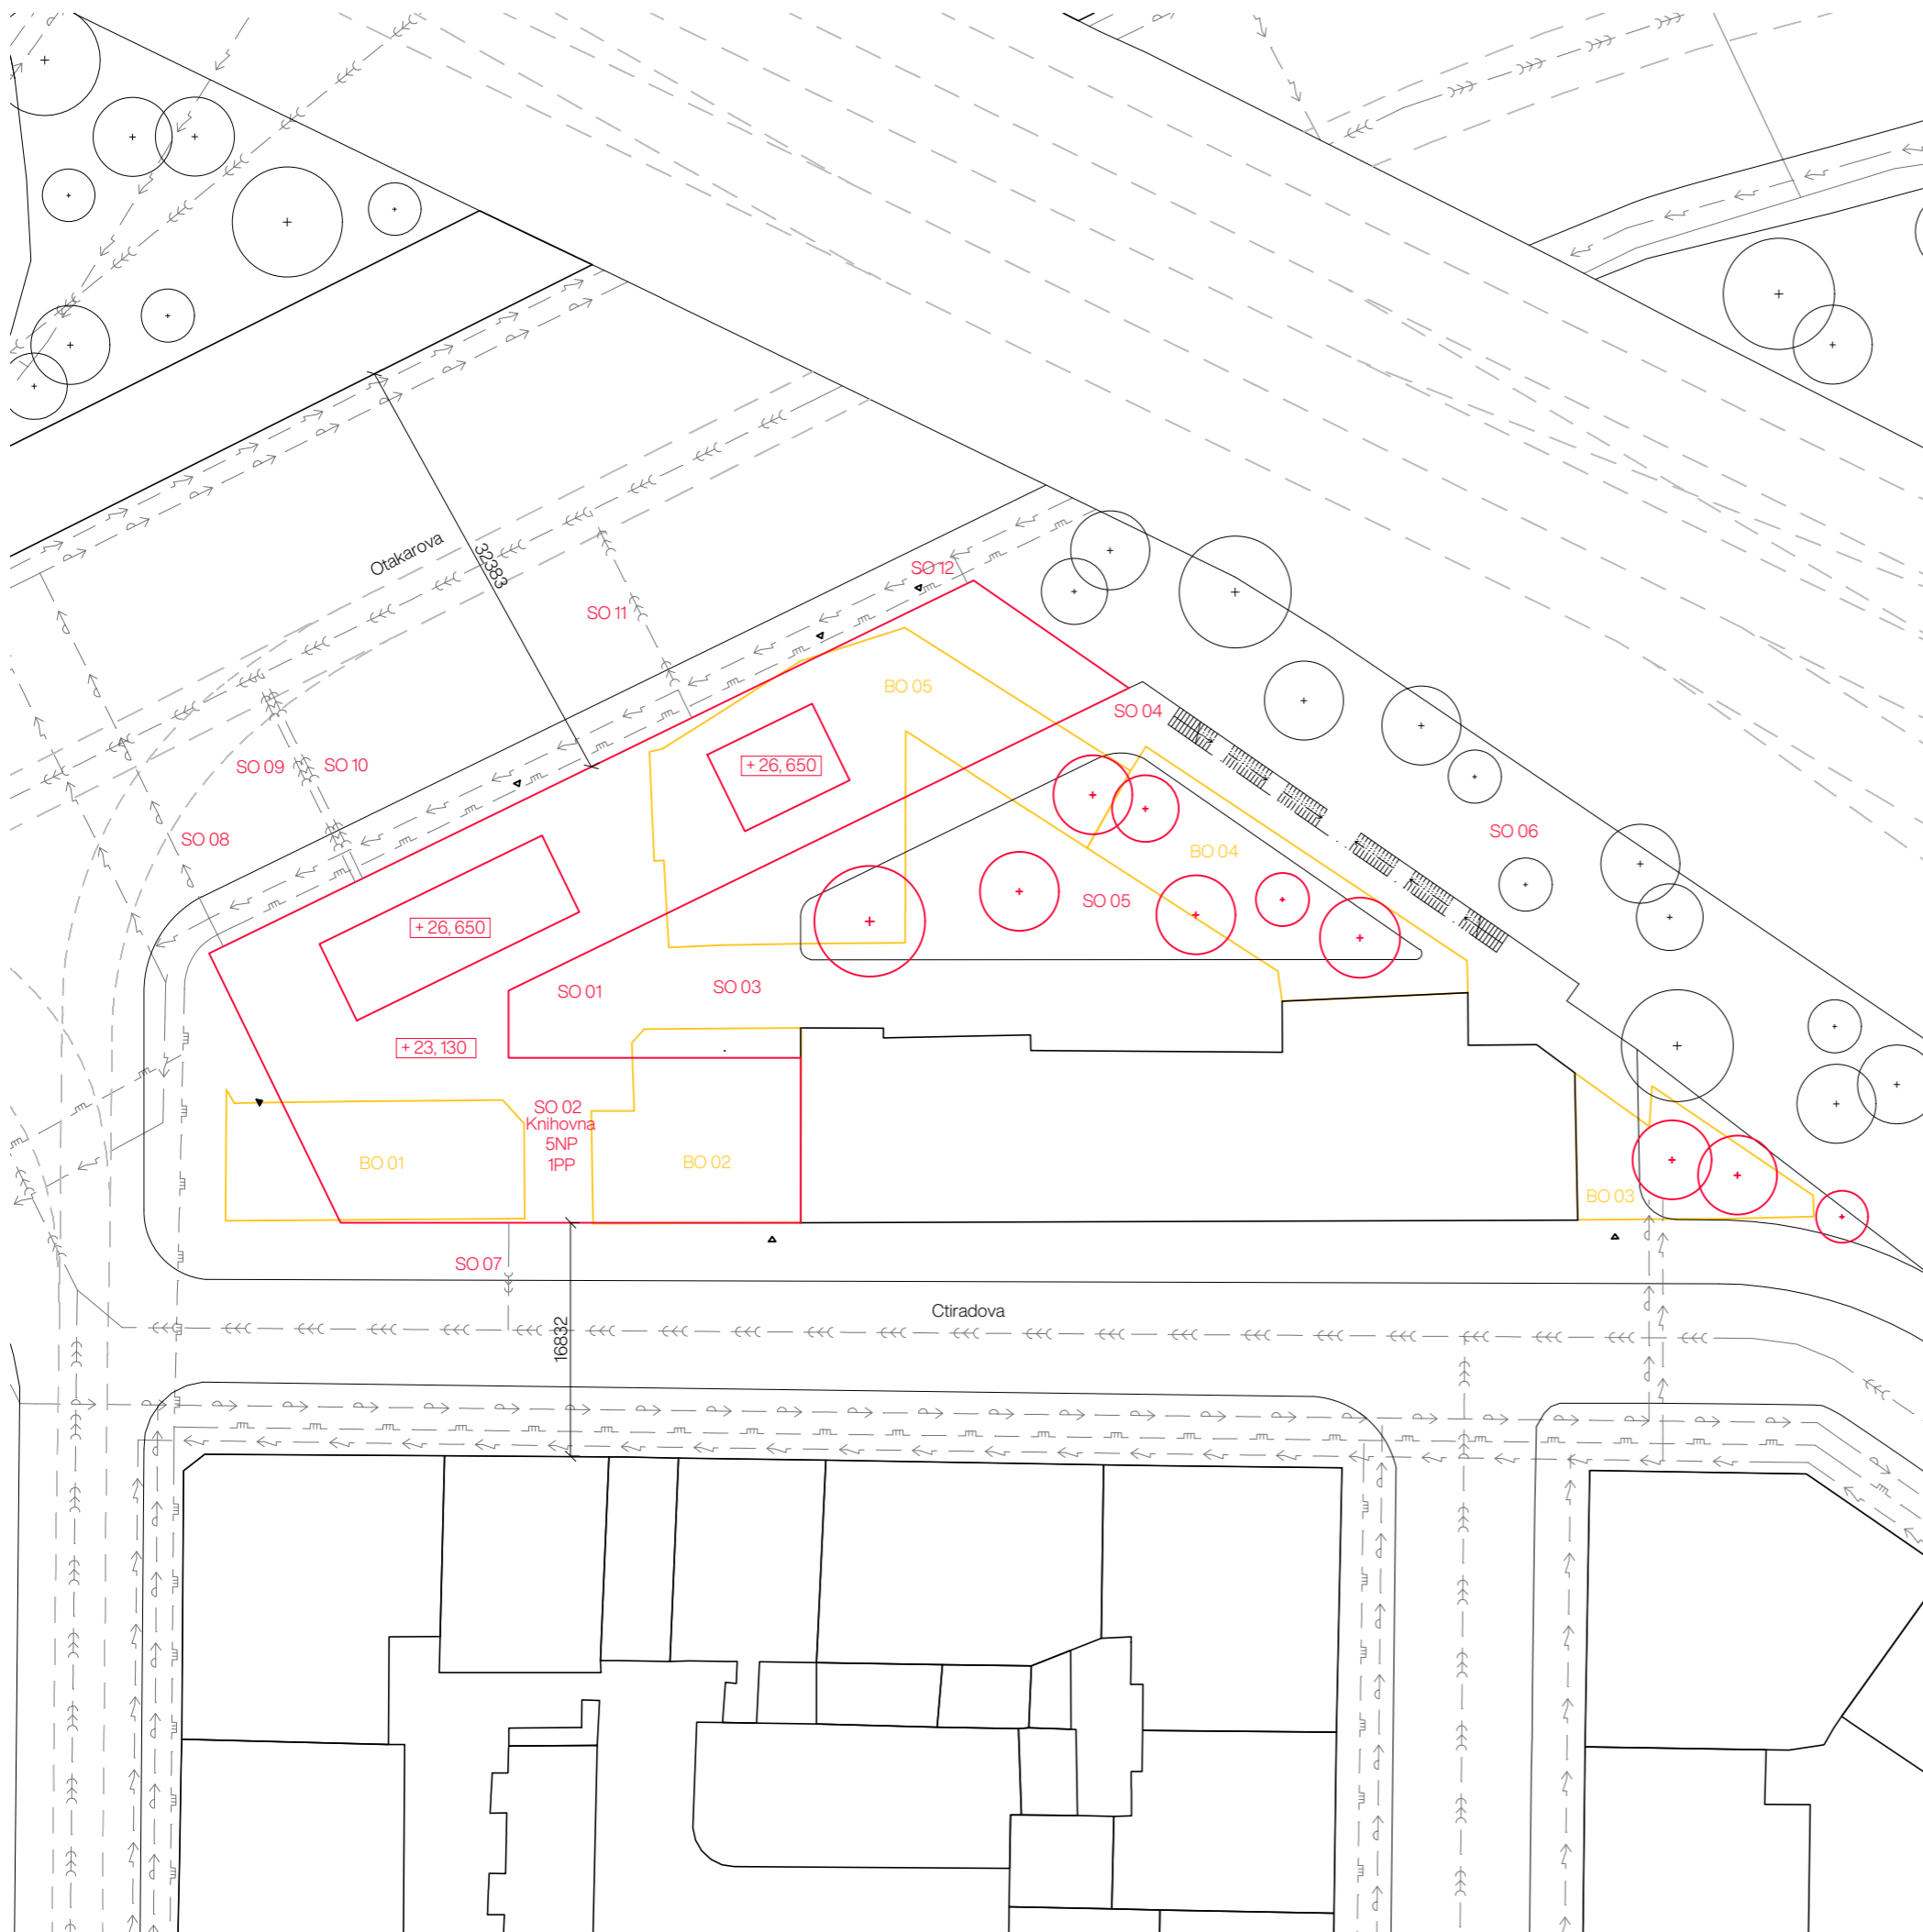 Otakarova
32383
SO 12
SO 11
BO 05
SO 04
SO 09
SO 10
+ 26, 650
SO 08
SO 06
BO 04
SO 05
+ 26, 650
SO 01
SO 03
+ 23, 130
SO 02
Knihovna
5NP
1PP
BO 01
BO 02
BO 03
SO 07
Ctiradova
16832